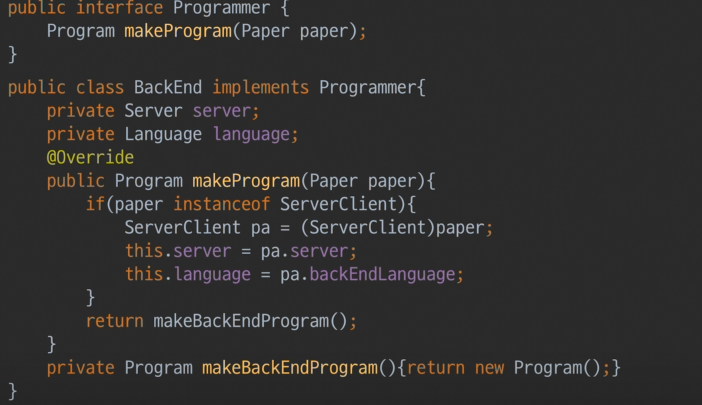 public interface Programmer {
    Program makeProgram(Paper paper);
}
public class BackEnd implements Programmer{
    private Server server;
    private Language language;
    @Override
    public Program makeProgram(Paper paper){
        if(paper instanceof ServerClient){
            ServerClient pa = (ServerClient)paper;
            this.server = pa.server;
            this.language = pa.backEndLanguage;
        }
        return makeBackEndProgram();
    }
    private Program makeBackEndProgram(){return new Program();}
}